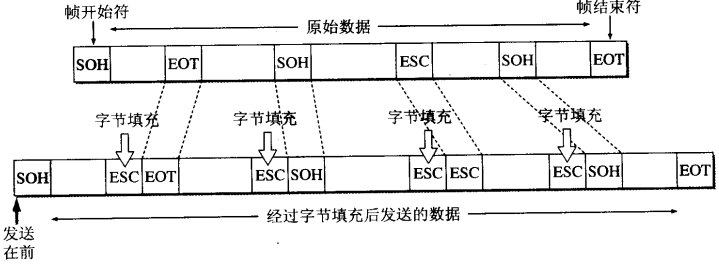 帧开始符
原始数据
帧结束符
SOH EOT SOH ESC SOH EOT
字节填充 字节填充 字节填充 字节填充
SOH ESC EOT ESC SOH ESC ESC ESC SOH EOT
经过字节填充后发送的数据
发送
在前